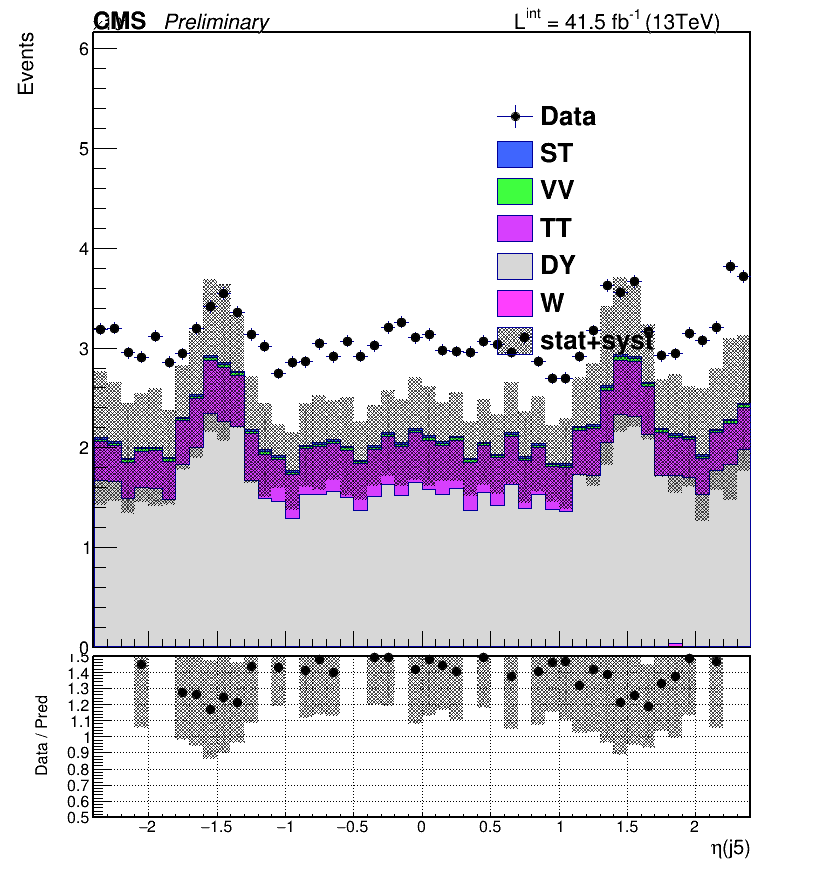 CMS Preliminary L^int = 41.5 fb^-1 (13TeV)
Events
6
5
4
3
2
1
0
Data
ST
VV
TT
DY
W
stat+syst
Data / Pred
1.5
1.4
1.3
1.2
1.1
1
0.9
0.8
0.7
0.6
0.5
−2 −1.5 −1 −0.5 0 0.5 1 1.5 2
η(j5)